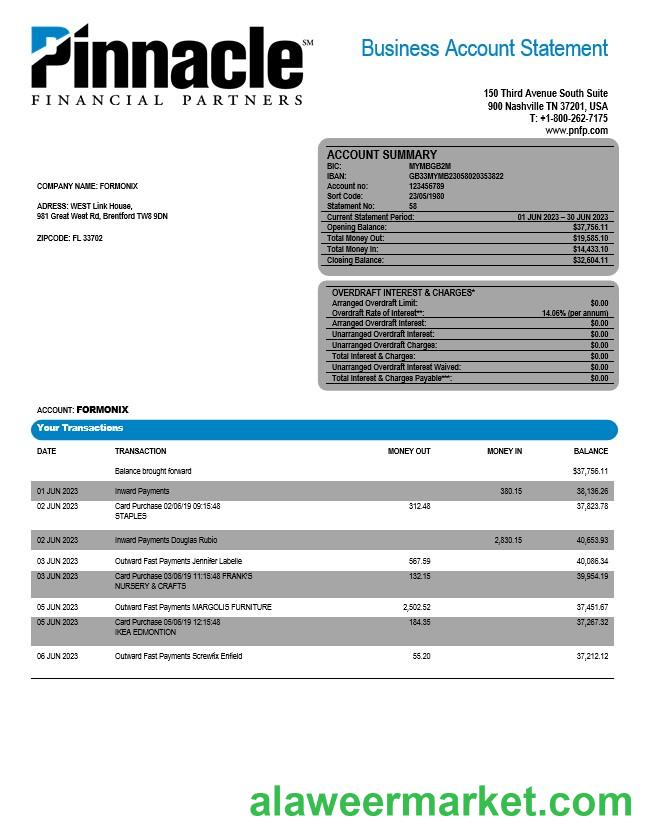 Pinnacle SM
FINANCIAL PARTNERS
Business Account Statement
150 Third Avenue South Suite
900 Nashville TN 37201, USA
T: +1-800-262-7175
www.pnfp.com
ACCOUNT SUMMARY
BIC: MYMBGB2M
IBAN: GB33MYMB23058020353822
Account no: 123456789
Sort Code: 23/05/1980
Statement No: 58
Current Statement Period: 01 JUN 2023 – 30 JUN 2023
Opening Balance: $37,756.11
Total Money Out: $19,585.10
Total Money In: $14,433.10
Closing Balance: $32,604.11
COMPANY NAME: FORMONIX
ADRESS: WEST Link House,
981 Great West Rd, Brentford TW8 9DN
ZIPCODE: FL 33702
OVERDRAFT INTEREST & CHARGES*
Arranged Overdraft Limit: $0.00
Overdraft Rate of Interest**: 14.06% (per annum)
Arranged Overdraft Interest: $0.00
Unarranged Overdraft Interest: $0.00
Unarranged Overdraft Charges: $0.00
Total Interest & Charges: $0.00
Unarranged Overdraft Interest Waived: $0.00
Total Interest & Charges Payable***: $0.00
ACCOUNT: FORMONIX
Your Transactions
DATE TRANSACTION MONEY OUT MONEY IN BALANCE
Balance brought forward $37,756.11
01 JUN 2023 Inward Payments 380.15 38,136.26
02 JUN 2023 Card Purchase 02/06/19 09:15:48 312.48 37,823.78
STAPLES
02 JUN 2023 Inward Payments Douglas Rubio 2,830.15 40,653.93
03 JUN 2023 Outward Fast Payments Jennifer Labelle 567.59 40,086.34
03 JUN 2023 Card Purchase 03/06/19 11:15:48 FRANK'S 132.15 39,954.19
NURSERY & CRAFTS
05 JUN 2023 Outward Fast Payments MARGOLIS FURNITURE 2,502.52 37,451.67
05 JUN 2023 Card Purchase 05/06/19 12:15:48 184.35 37,267.32
IKEA EDMONTION
06 JUN 2023 Outward Fast Payments Screwfix Enfield 55.20 37,212.12
alaweermarket.com